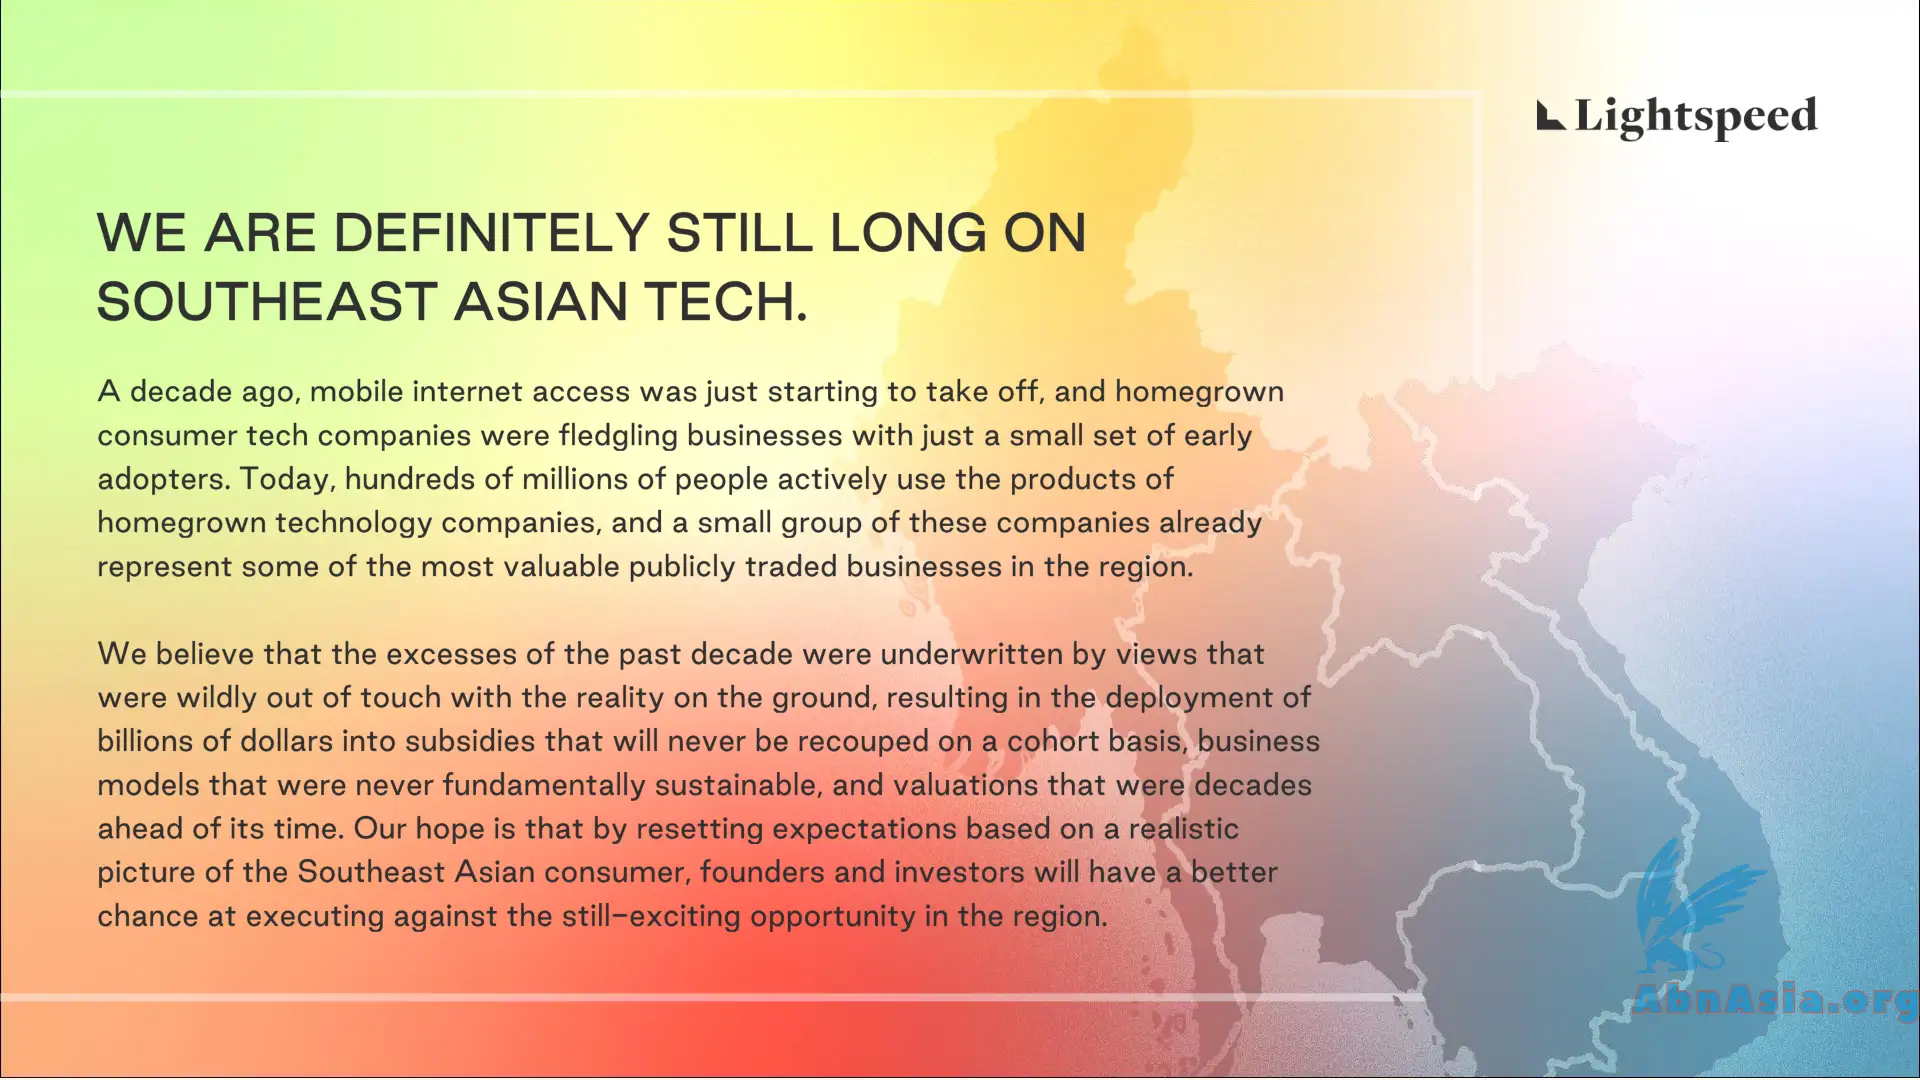 Lightspeed
WE ARE DEFINITELY STILL LONG ON
SOUTHEAST ASIAN TECH.
A decade ago, mobile internet access was just starting to take off, and homegrown
consumer tech companies were fledgling businesses with just a small set of early
adopters. Today, hundreds of millions of people actively use the products of
homegrown technology companies, and a small group of these companies already
represent some of the most valuable publicly traded businesses in the region.
We believe that the excesses of the past decade were underwritten by views that
were wildly out of touch with the reality on the ground, resulting in the deployment of
billions of dollars into subsidies that will never be recouped on a cohort basis, business
models that were never fundamentally sustainable, and valuations that were decades
ahead of its time. Our hope is that by resetting expectations based on a realistic
picture of the Southeast Asian consumer, founders and investors will have a better
chance at executing against the still-exciting opportunity in the region.
AbnAsia.org